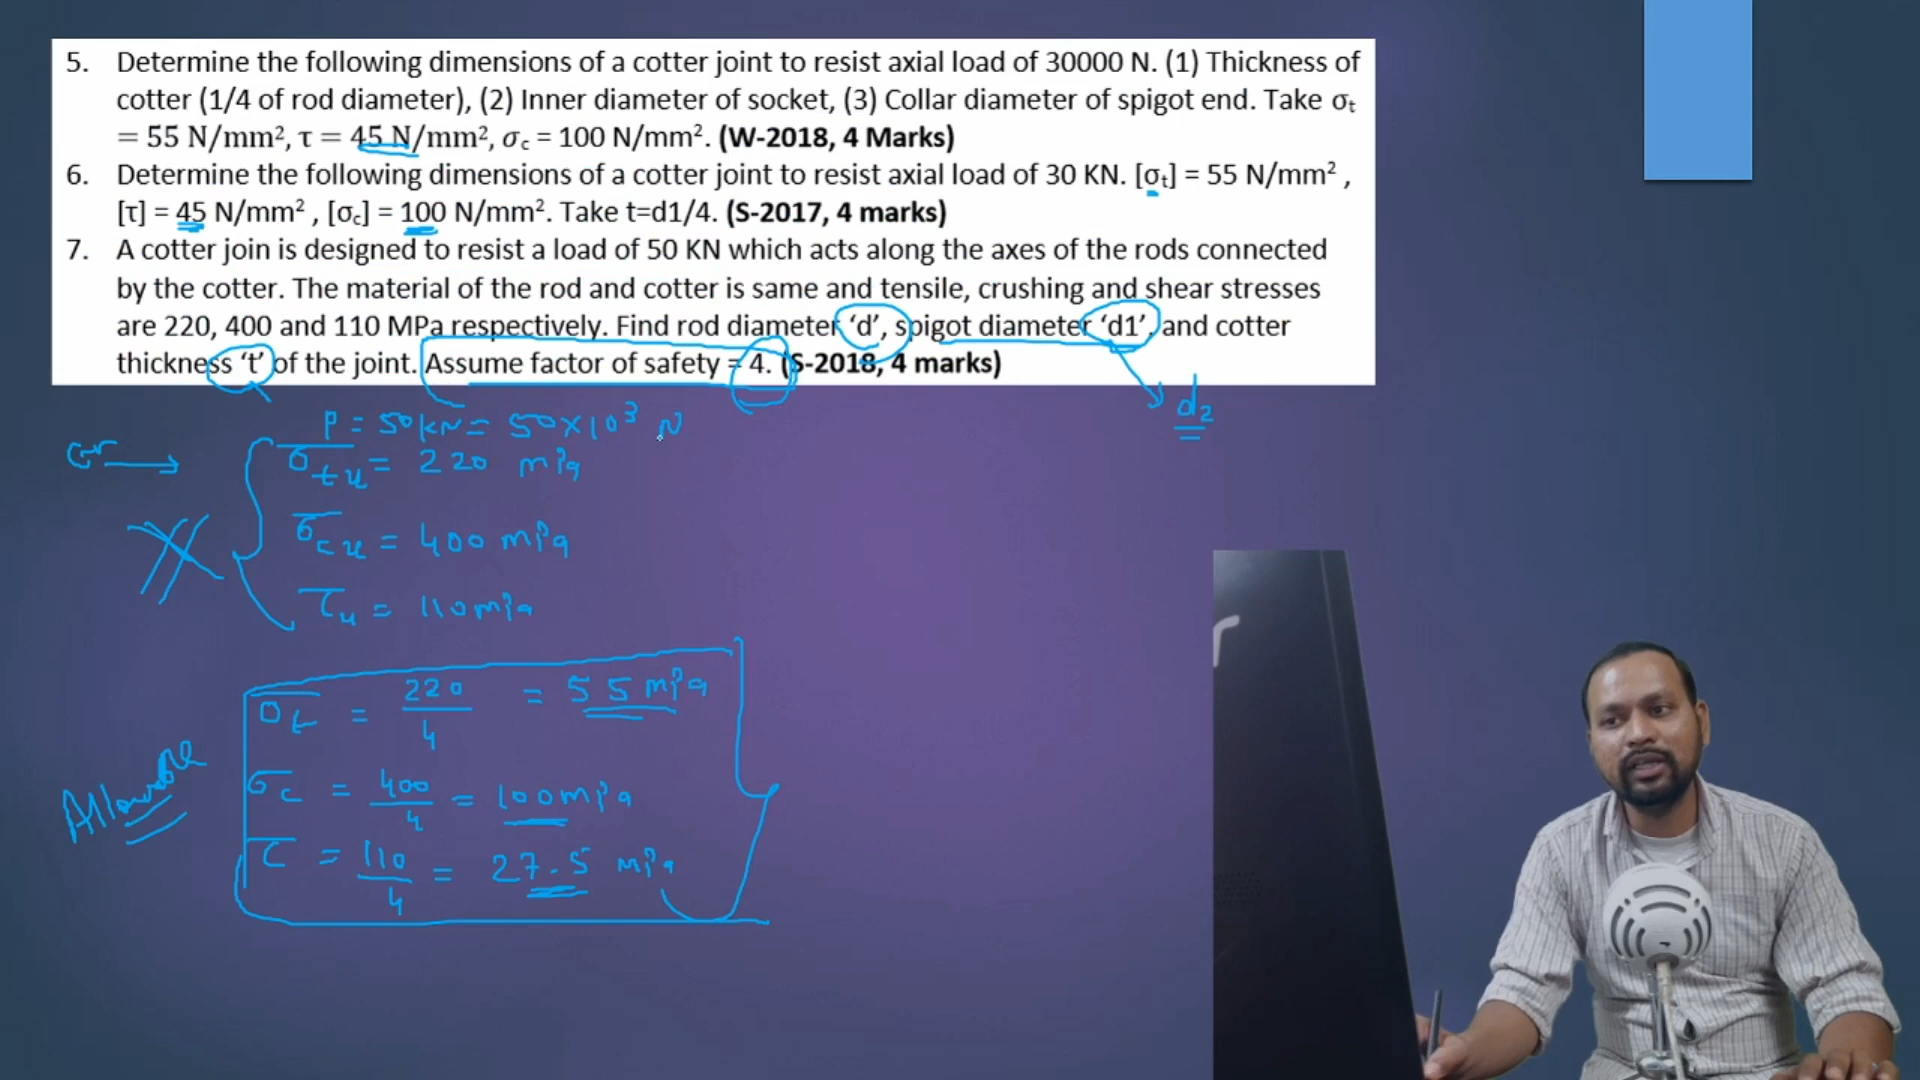 5. Determine the following dimensions of a cotter joint to resist axial load of 30000 N. (1) Thickness of
cotter (1/4 of rod diameter), (2) Inner diameter of socket, (3) Collar diameter of spigot end. Take σt
= 55 N/mm², τ = 45 N/mm², σc = 100 N/mm². (W-2018, 4 Marks)
6. Determine the following dimensions of a cotter joint to resist axial load of 30 KN. [σt] = 55 N/mm² ,
[τ] = 45 N/mm² , [σc] = 100 N/mm². Take t=d1/4. (S-2017, 4 marks)
7. A cotter join is designed to resist a load of 50 KN which acts along the axes of the rods connected
by the cotter. The material of the rod and cotter is same and tensile, crushing and shear stresses
are 220, 400 and 110 MPa respectively. Find rod diameter ‘d’, spigot diameter ‘d1’, and cotter
thickness ‘t’ of the joint. Assume factor of safety = 4. (S-2018, 4 marks)
d2
P = 50 kN = 50×10³ N
σtu = 220 mPa
σcu = 400 mPa
τu = 110 mPa
σt = 220/4 = 55 mPa
Allowable
σc = 400/4 = 100 mPa
τ = 110/4 = 27.5 mPa